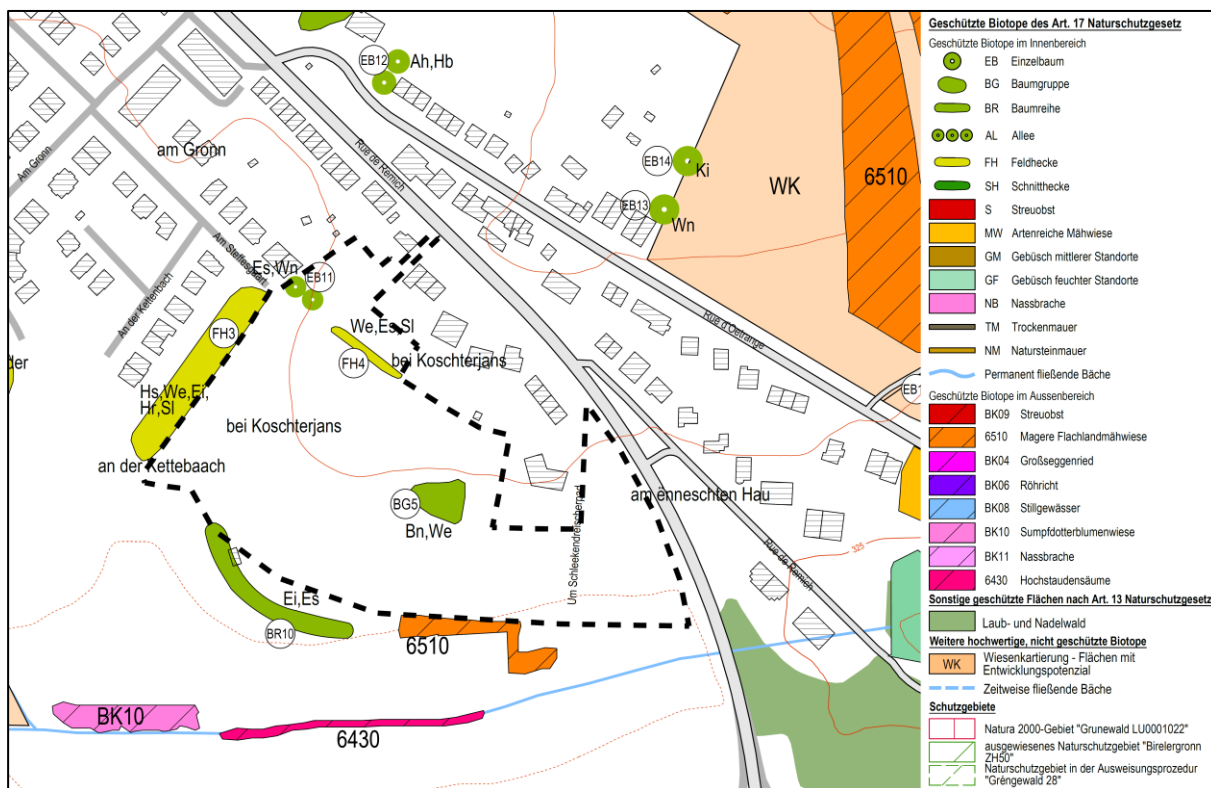 EB12
Ah,Hb
am Gronn
Am Gronn
Rue de Remich
EB14
Ki
WK
6510
EB13
Wn
Am Steffesgaart
Es,Wn
EB11
An der Kettenbach
Rue d'Oetrange
FH3
We,Es,Sl
bei Koschterjans
FH4
der
Hs,We,Ei,
Hr,Sl
bei Koschterjans
EB1
an der Kettebaach
BG5
Bn,We
am ënneschten Hau
Um Schleekendreischerpad
Rue de Remich
325
Ei,Es
BR10
6510
BK10
6430
Geschützte Biotope des Art. 17 Naturschutzgesetz
Geschützte Biotope im Innenbereich
EB Einzelbaum
BG Baumgruppe
BR Baumreihe
AL Allee
FH Feldhecke
SH Schnitthecke
S Streuobst
MW Artenreiche Mähwiese
GM Gebüsch mittlerer Standorte
GF Gebüsch feuchter Standorte
NB Nassbrache
TM Trockenmauer
NM Natursteinmauer
Permanent fließende Bäche
Geschützte Biotope im Aussenbereich
BK09 Streuobst
6510 Magere Flachlandmähwiese
BK04 Großseggenried
BK06 Röhricht
BK08 Stillgewässer
BK10 Sumpfdotterblumenwiese
BK11 Nassbrache
6430 Hochstaudensäume
Sonstige geschützte Flächen nach Art. 13 Naturschutzgesetz
Laub- und Nadelwald
Weitere hochwertige, nicht geschützte Biotope
WK Wiesenkartierung - Flächen mit
Entwicklungspotenzial
Zeitweise fließende Bäche
Schutzgebiete
Natura 2000-Gebiet "Grunewald LU0001022"
ausgewiesenes Naturschutzgebiet "Birelergronn
ZH50"
Naturschutzgebiet in der Ausweisungsprozedur
"Gréngewald 28"